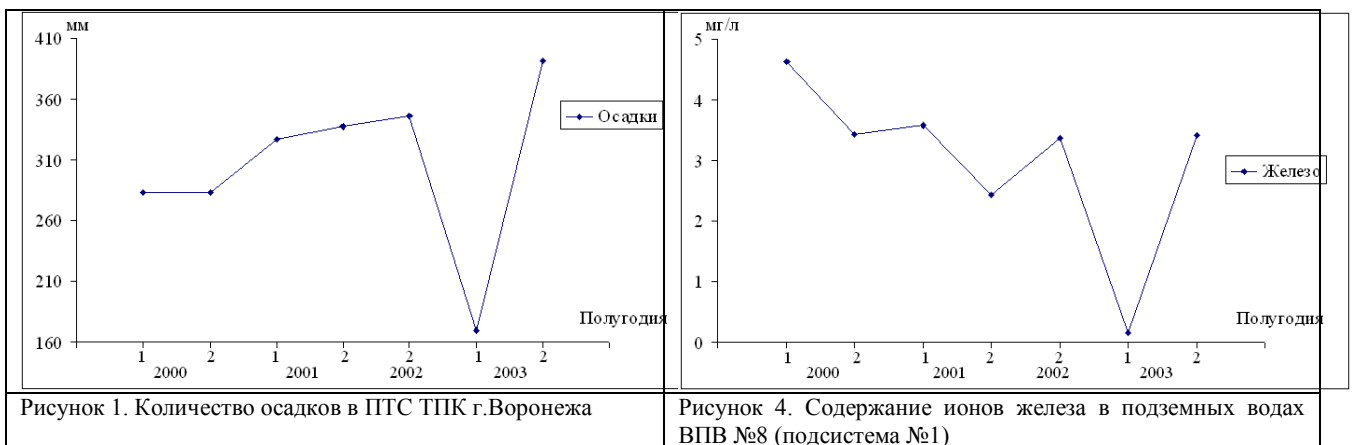 мм
410
360
310
260
210
160
Осадки
Полугодия
1 2 1 2 2 1 2
2000 2001 2002 2003
Рисунок 1. Количество осадков в ПТС ТПК г.Воронежа
мг/л
5
4
3
2
1
0
Железо
Полугодия
1 2 1 2 2 1 2
2000 2001 2002 2003
Рисунок 4. Содержание ионов железа в подземных водах
ВПВ №8 (подсистема №1)